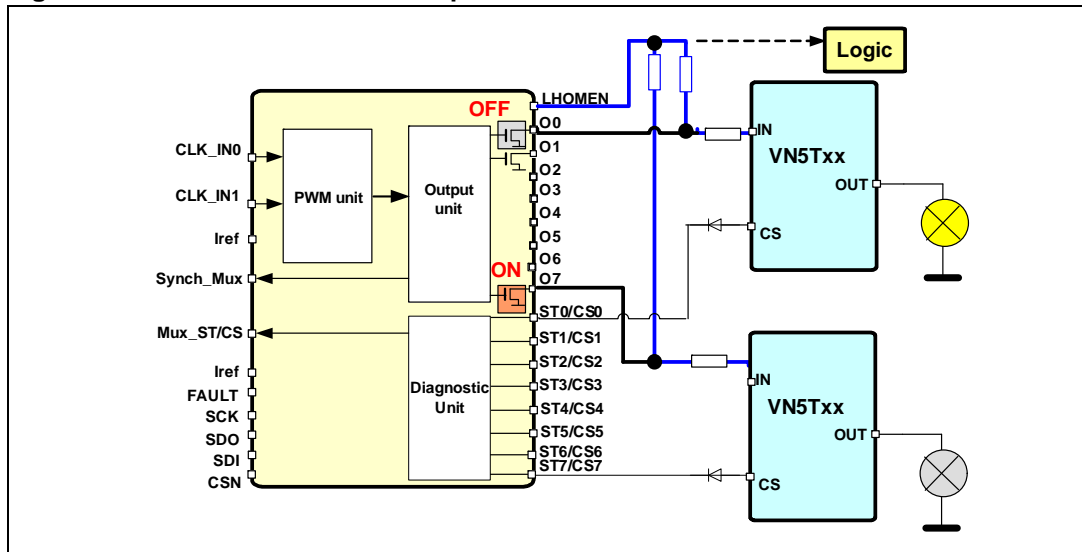 Logic
LHOMEN
OFF
O0
O1
O2
O3
O4
O5
O6
O7
ON
CLK_IN0
CLK_IN1
Iref
Synch_Mux
Mux_ST/CS
Iref
FAULT
SCK
SDO
SDI
CSN
PWM unit
Output
unit
Diagnostic
Unit
ST0/CS0
ST1/CS1
ST2/CS2
ST3/CS3
ST4/CS4
ST5/CS5
ST6/CS6
ST7/CS7
IN
VN5Txx
OUT
CS
IN
VN5Txx
OUT
CS